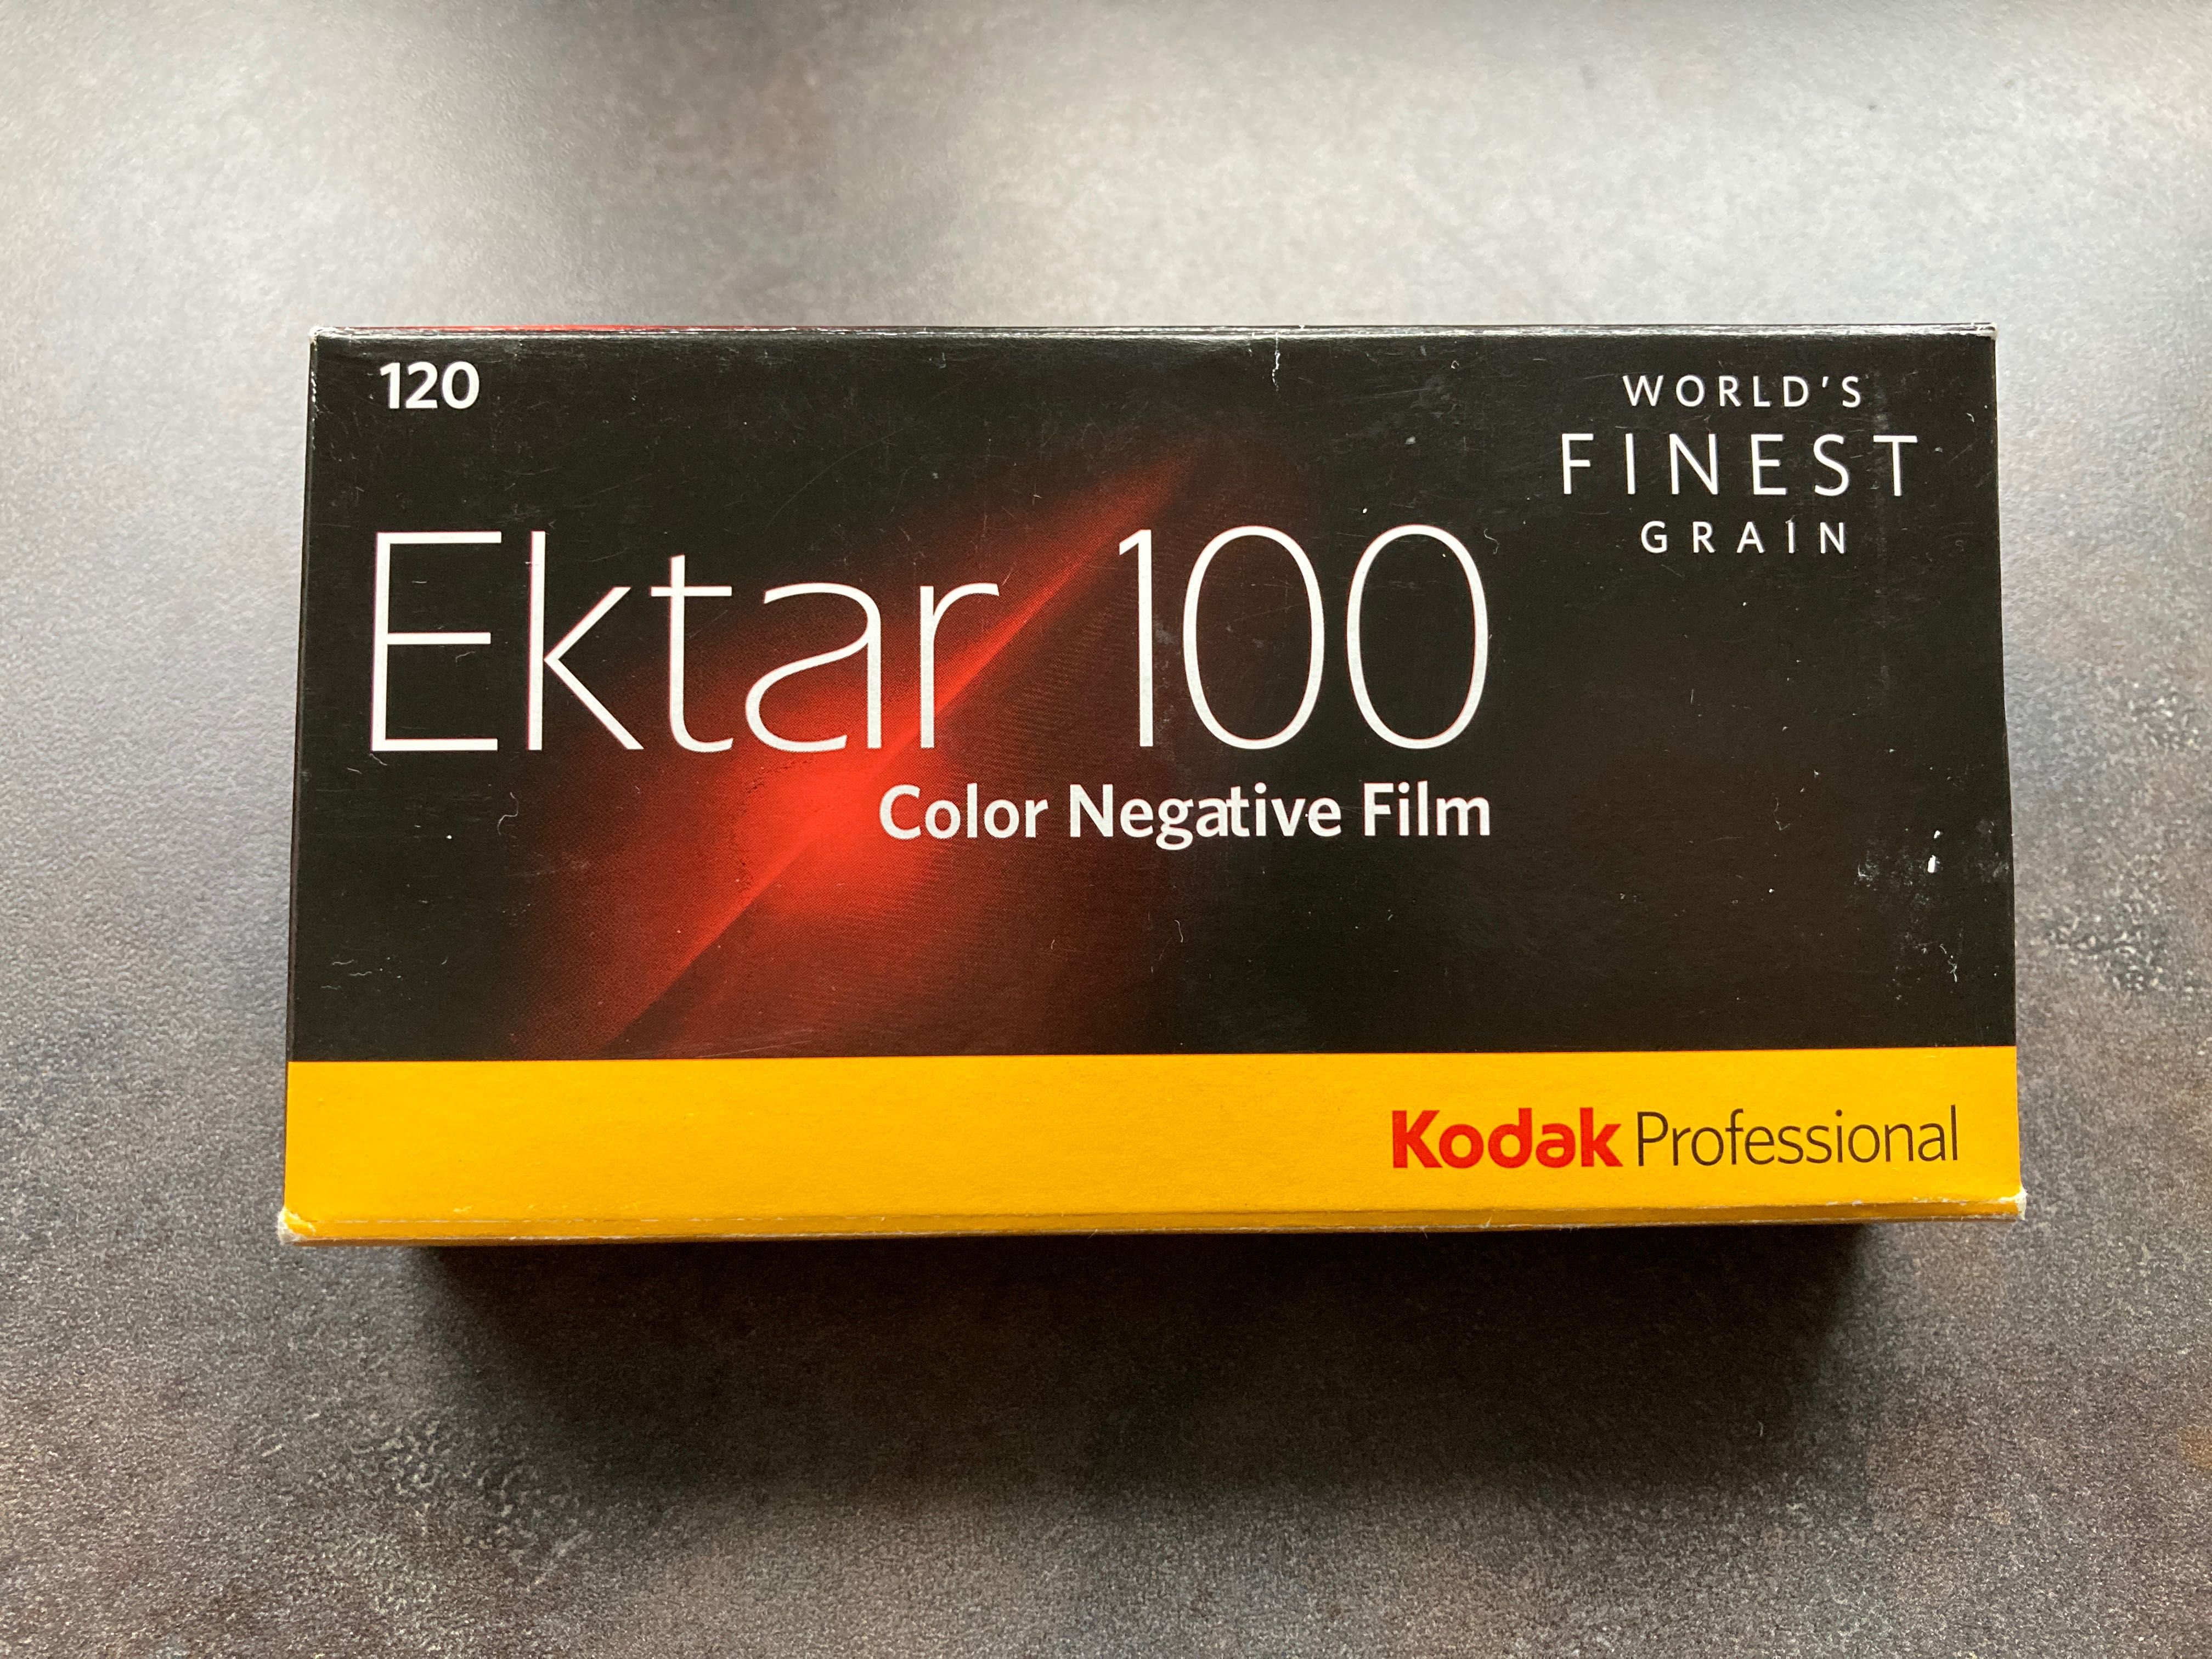 120
WORLD'S
FINEST
GRAIN
Ektar 100
Color Negative Film
Kodak Professional